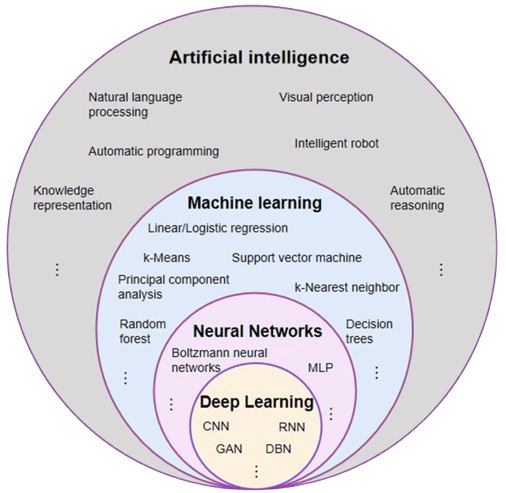 Artificial intelligence
Natural language
processing
Visual perception
Automatic programming
Intelligent robot
Knowledge
representation
Automatic
reasoning
Machine learning
Linear/Logistic regression
k-Means
Support vector machine
Principal component
analysis
k-Nearest neighbor
Random
forest
Neural Networks
Decision
trees
Boltzmann neural
networks
MLP
Deep Learning
CNN
RNN
GAN
DBN